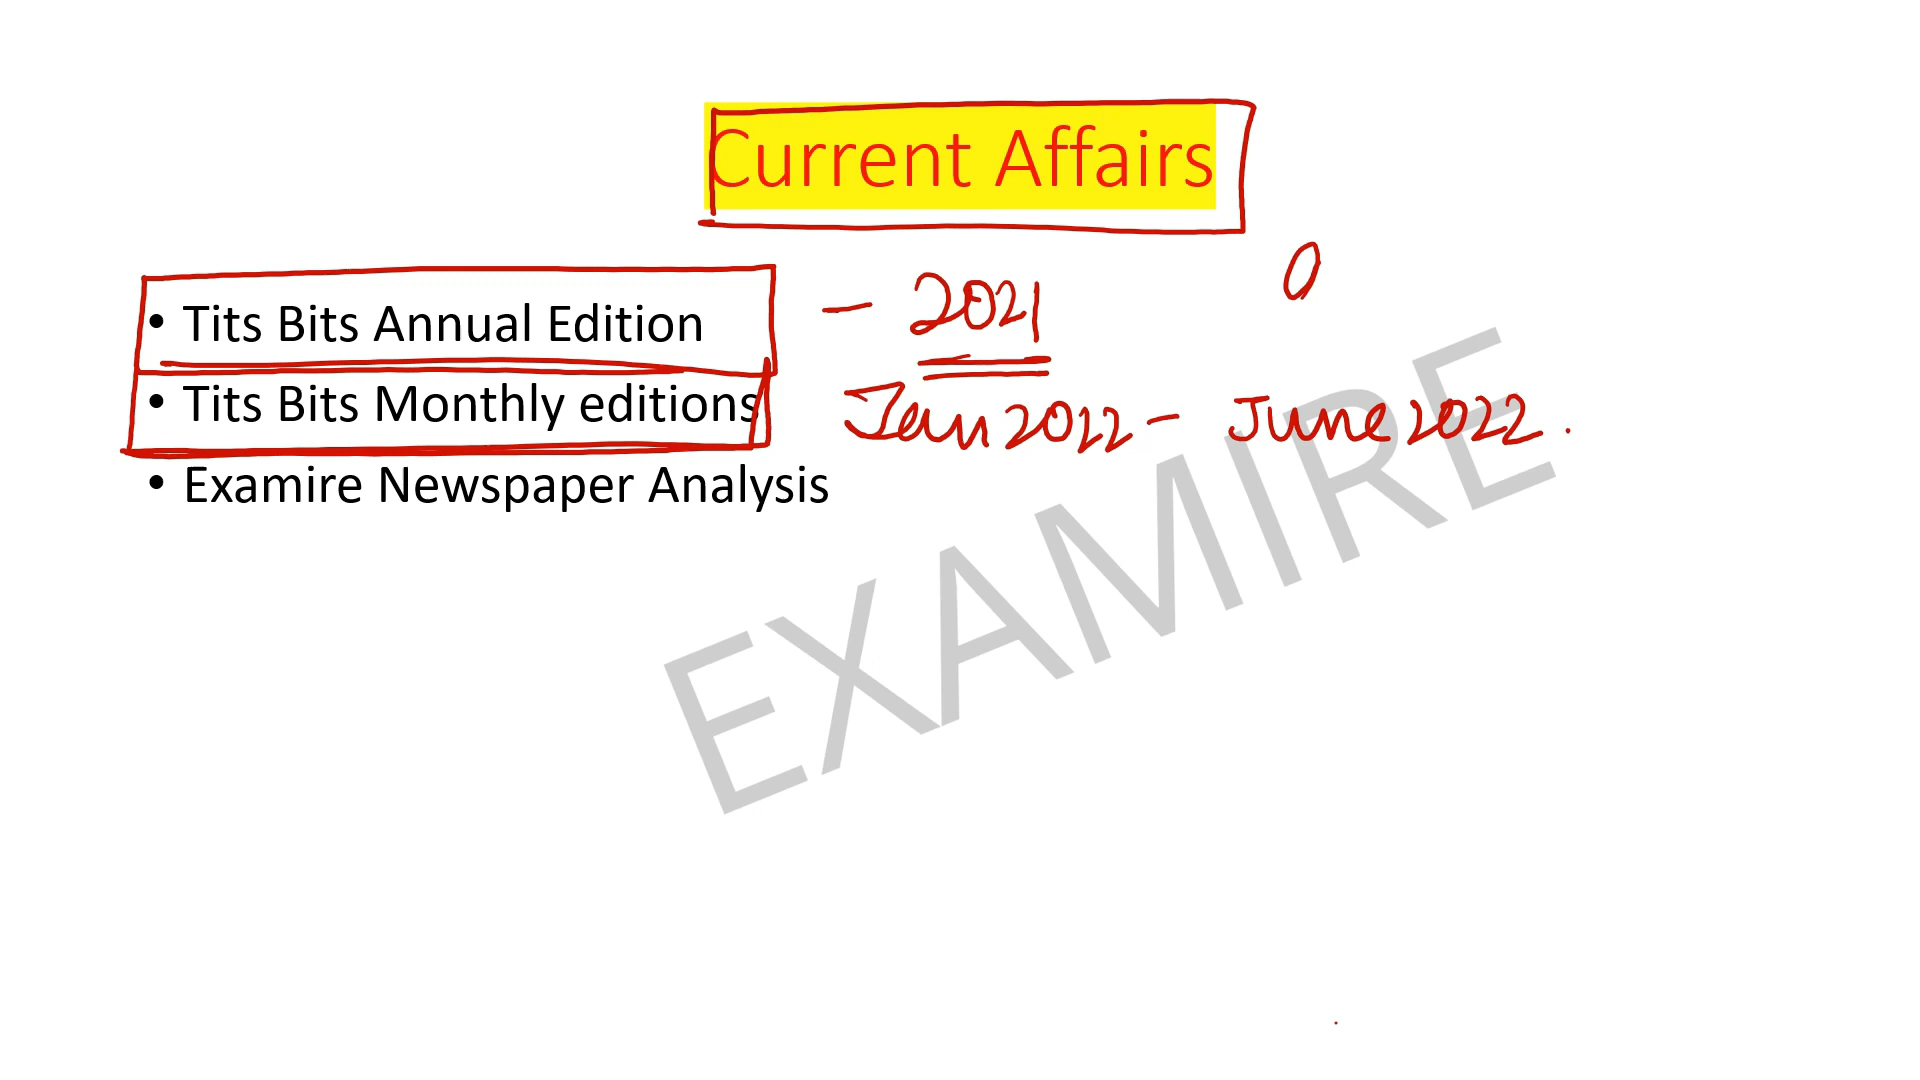 Current Affairs
0
• Tits Bits Annual Edition - 2021
• Tits Bits Monthly editions Jan 2022 - June 2022.
• Examire Newspaper Analysis
EXAMIRE